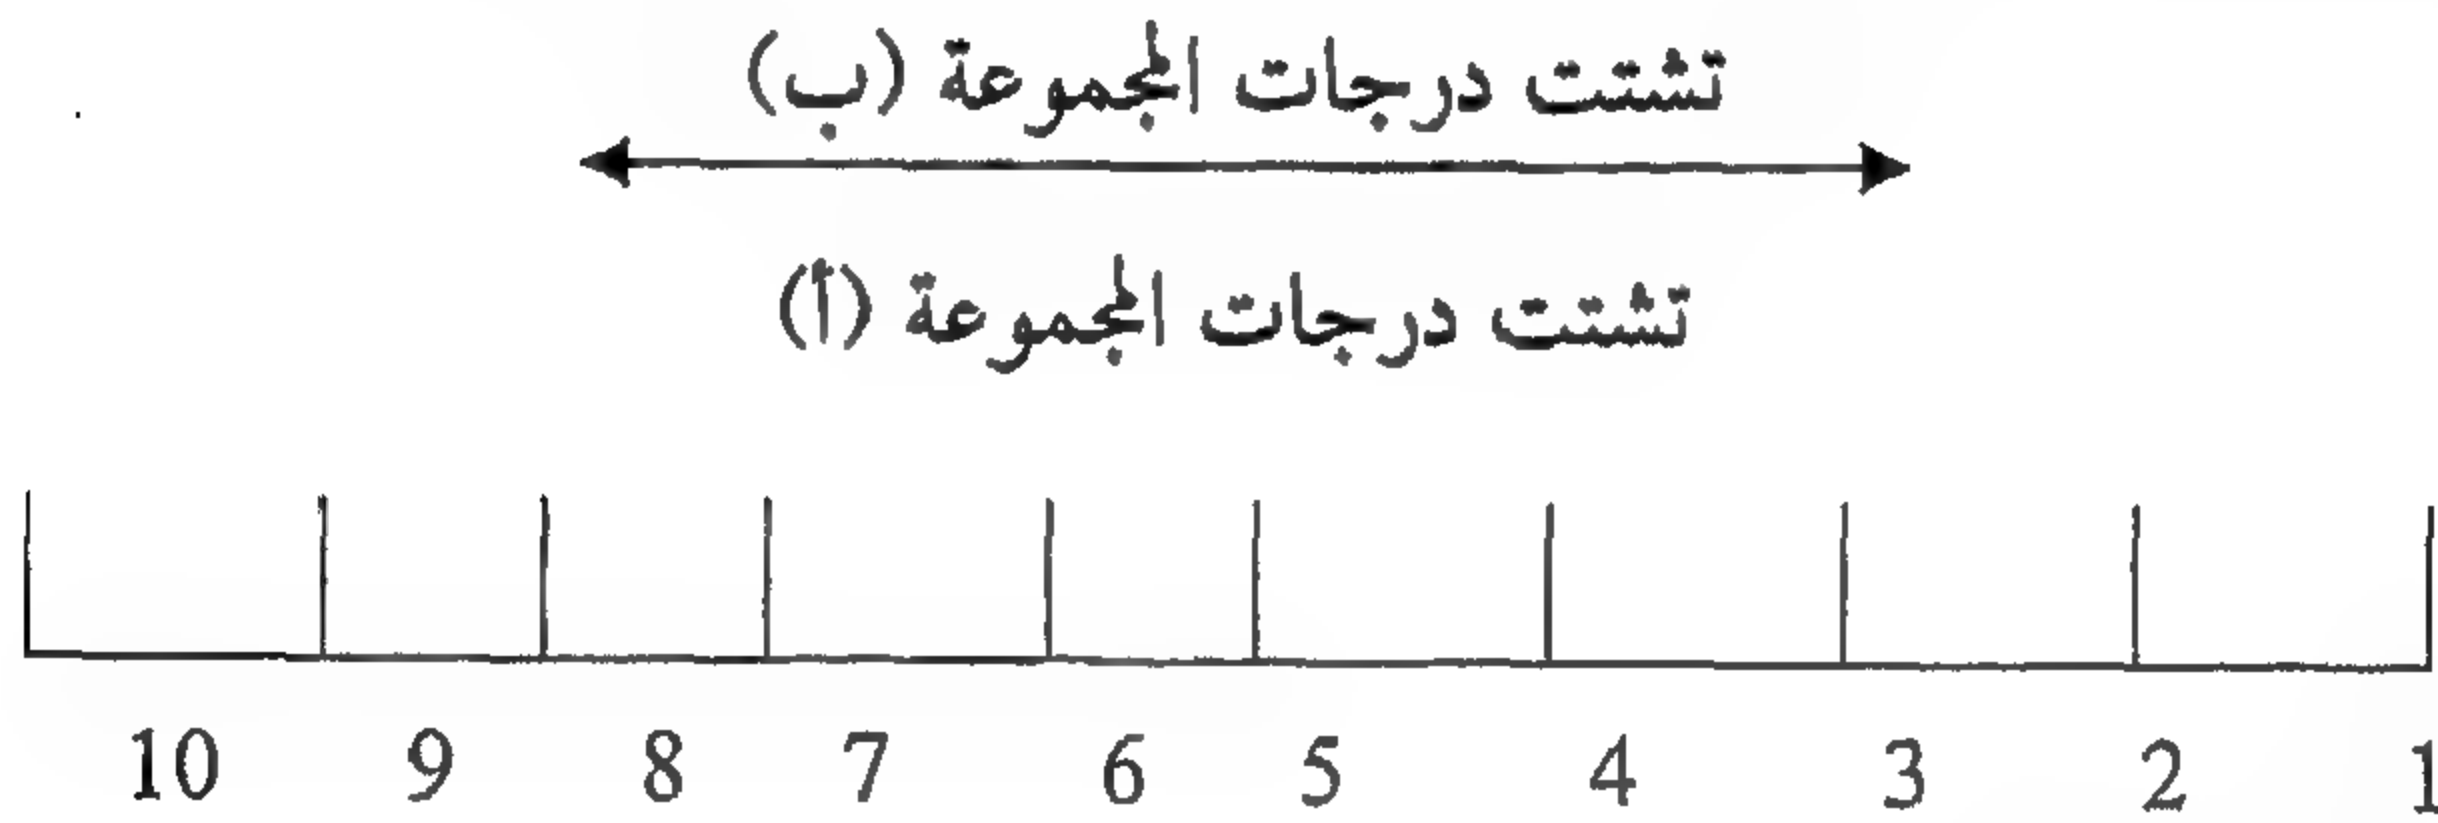 تشتت درجات المجموعة (ب)
تشتت درجات المجموعة (أ)
10 9 8 7 6 5 4 3 2 1